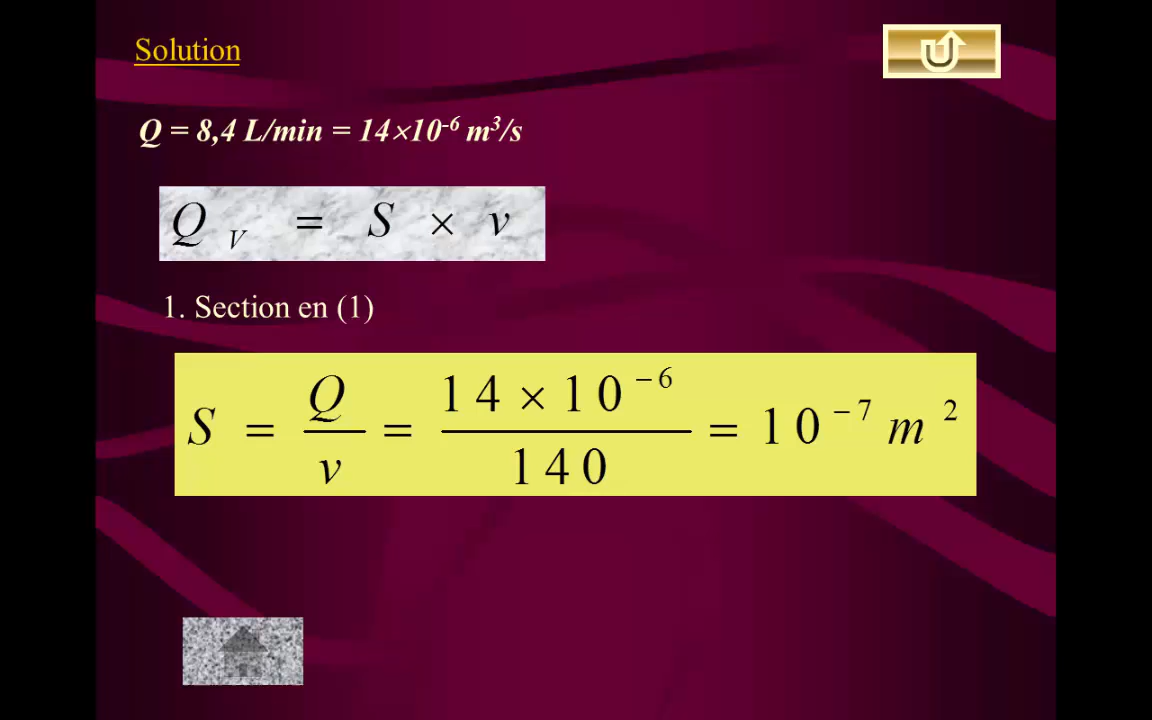 Solution
Q = 8,4 L/min = 14×10⁻⁶ m³/s
Q_V = S × v
1. Section en (1)
S = Q/v = 14×10⁻⁶/140 = 10⁻⁷ m²